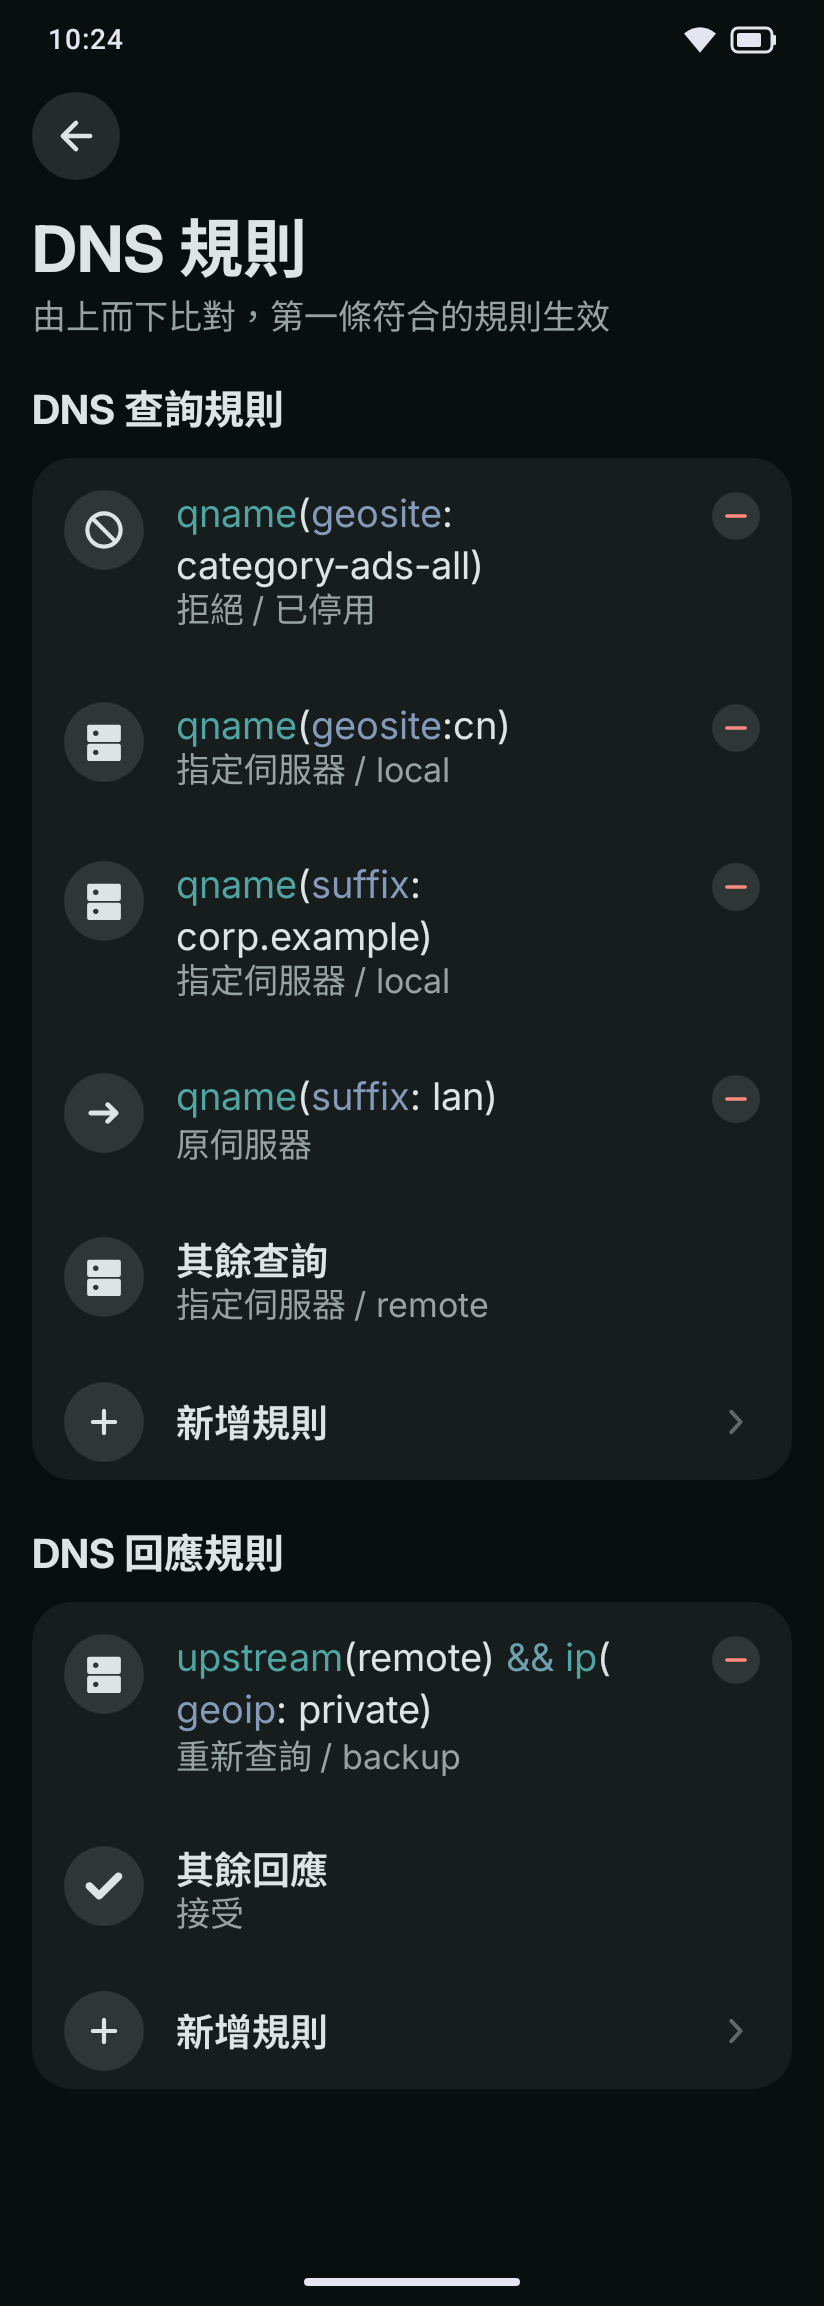 10:24
DNS 規則
由上而下比對，第一條符合的規則生效
DNS 查詢規則
qname(geosite:
category-ads-all)
拒絕 / 已停用
qname(geosite:cn)
指定伺服器 / local
qname(suffix:
corp.example)
指定伺服器 / local
qname(suffix: lan)
原伺服器
其餘查詢
指定伺服器 / remote
新增規則
DNS 回應規則
upstream(remote) && ip(
geoip: private)
重新查詢 / backup
其餘回應
接受
新增規則